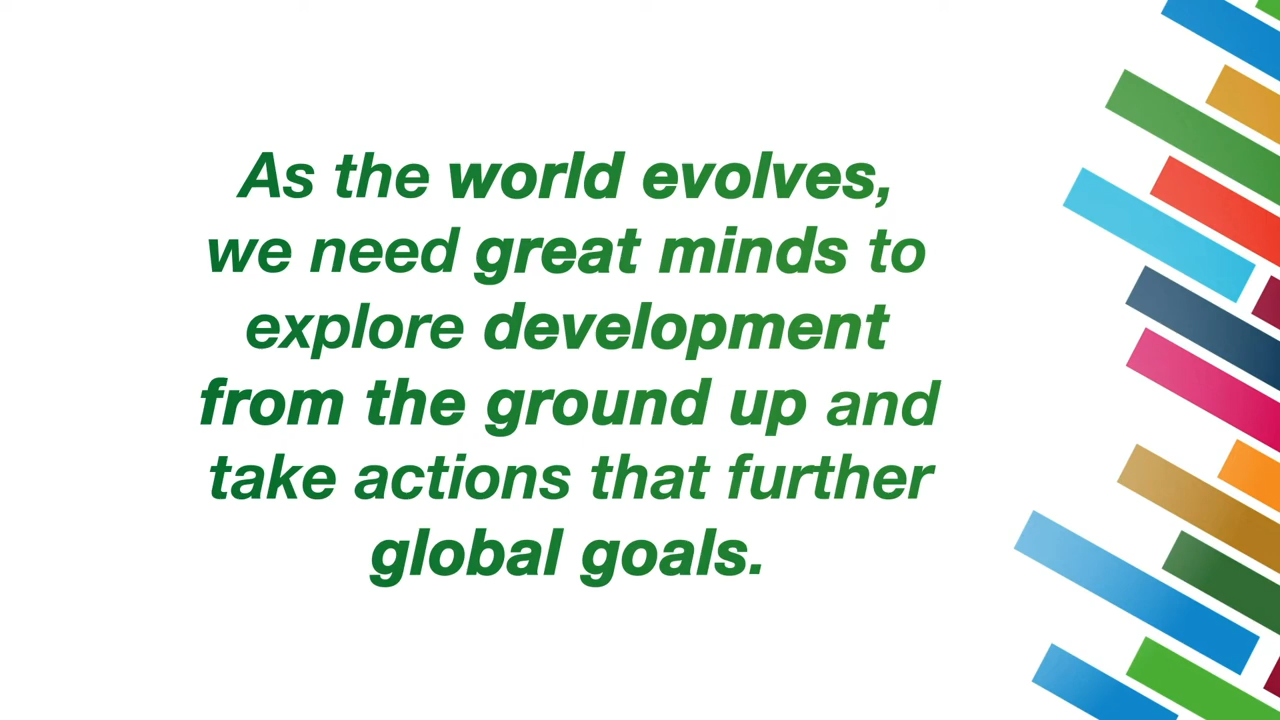 As the world evolves,
we need great minds to
explore development
from the ground up and
take actions that further
global goals.